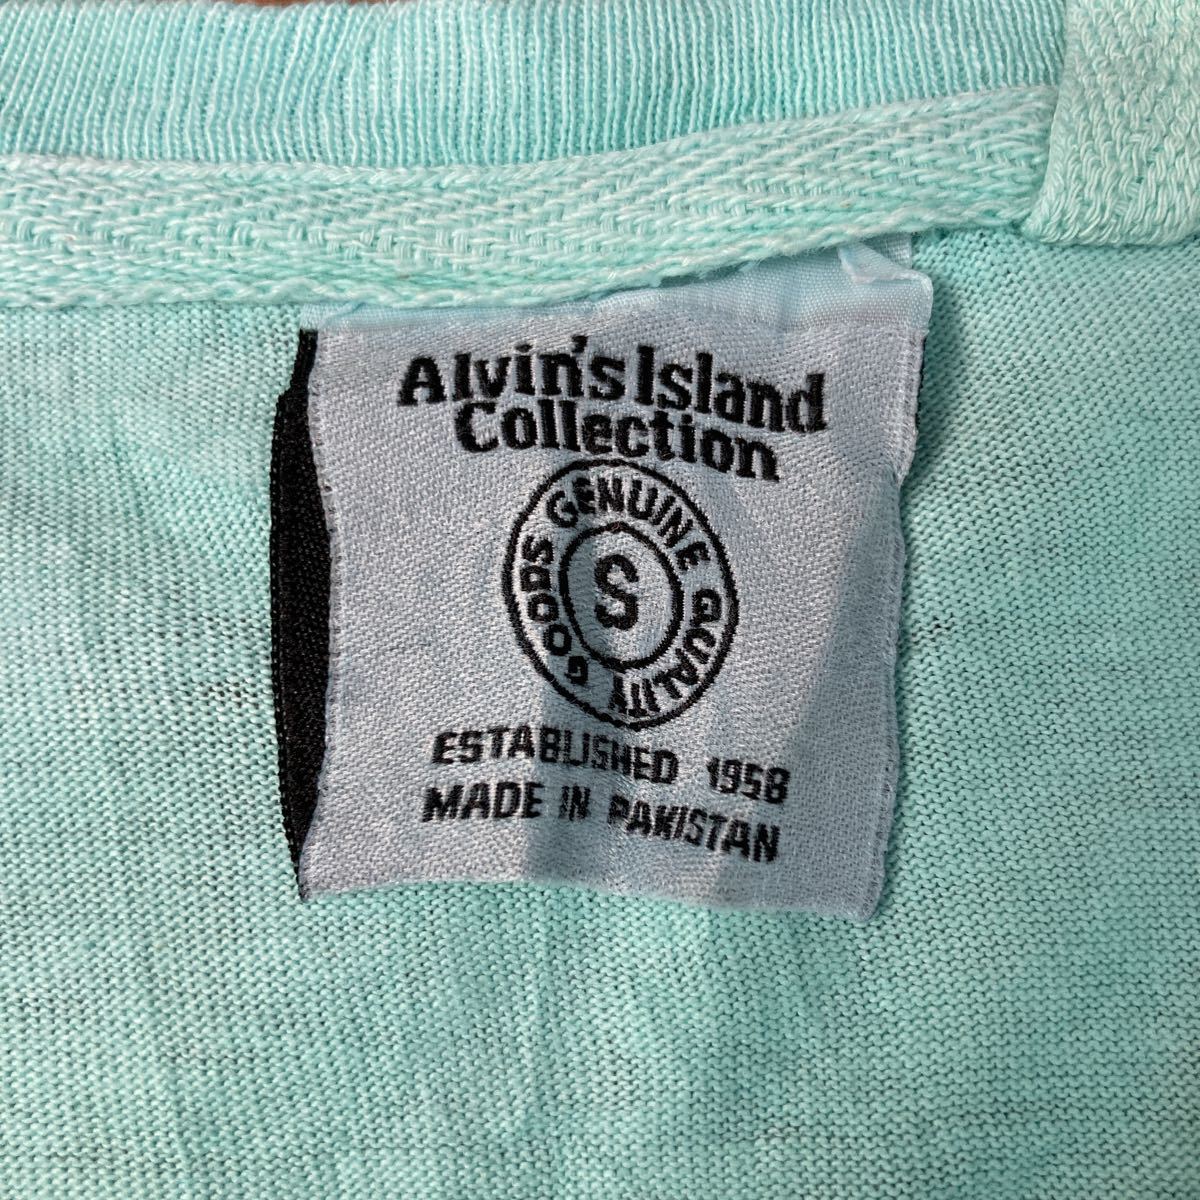 Alvin's Island
Collection
GENUINE QUALITY GOODS
S
ESTABLISHED 1958
MADE IN PAKISTAN